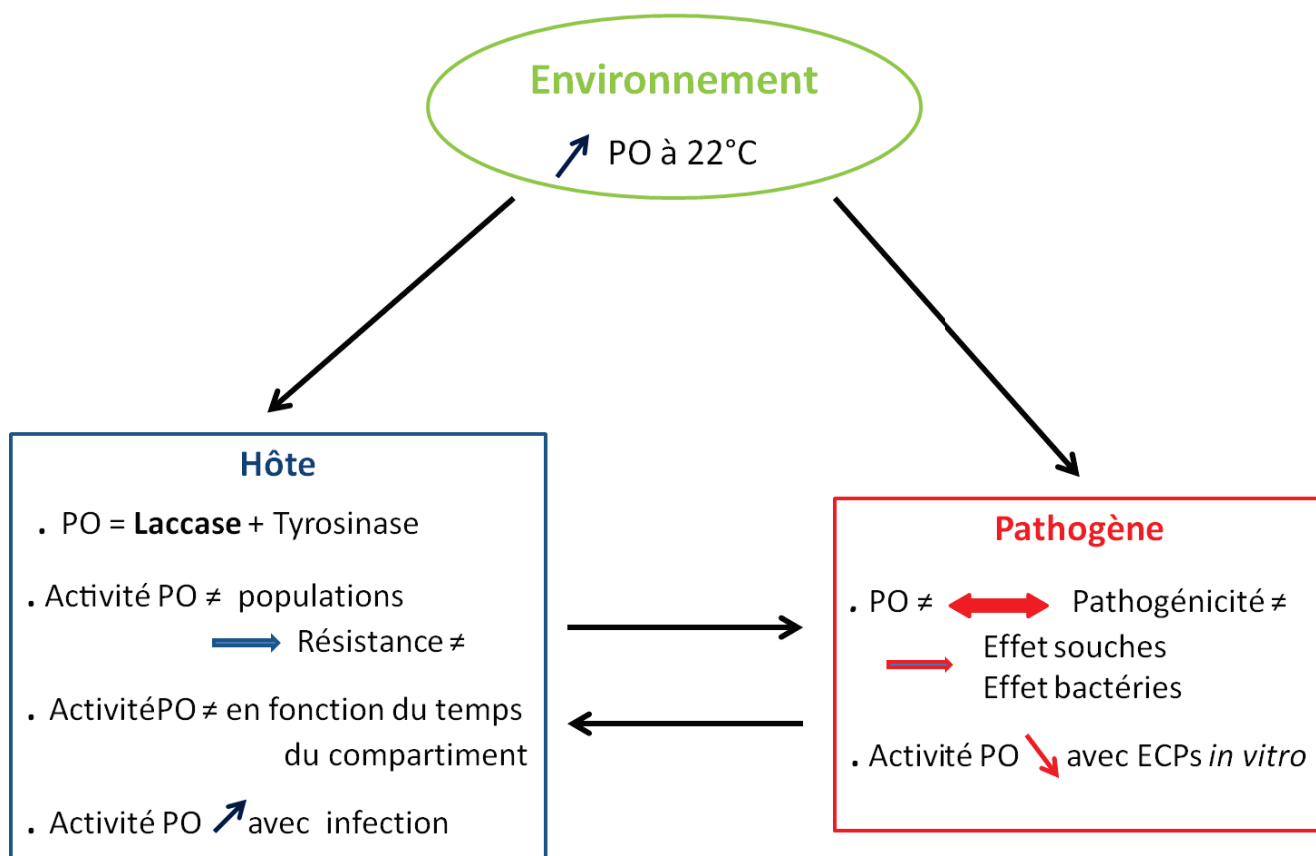 Environnement
PO à 22°C
Hôte
. PO = Laccase + Tyrosinase
. Activité PO ≠ populations
Résistance ≠
. ActivitéPO ≠ en fonction du temps
du compartiment
. Activité PO avec infection
Pathogène
. PO ≠ Pathogénicité ≠
Effet souches
Effet bactéries
. Activité PO avec ECPs in vitro